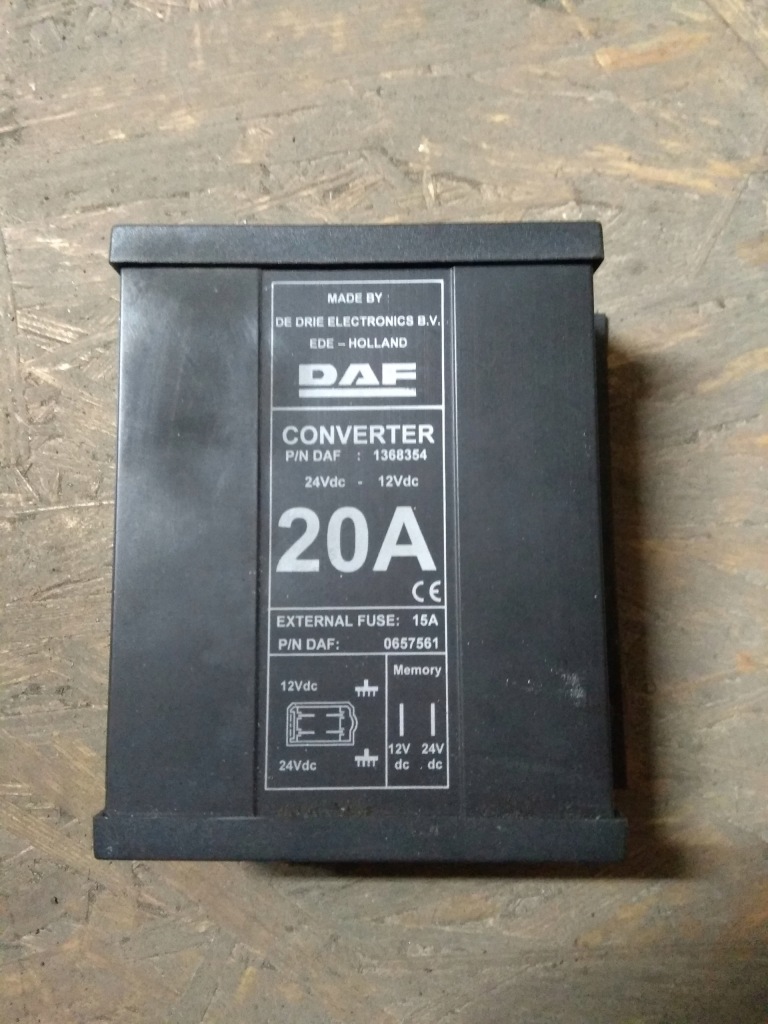 MADE BY
DE DRIE ELECTRONICS B.V.
EDE – HOLLAND
DAF
CONVERTER
P/N DAF : 1368354
24Vdc - 12Vdc
20A
CE
EXTERNAL FUSE: 15A
P/N DAF: 0657561
Memory
12Vdc
12V 24V
dc dc
24Vdc